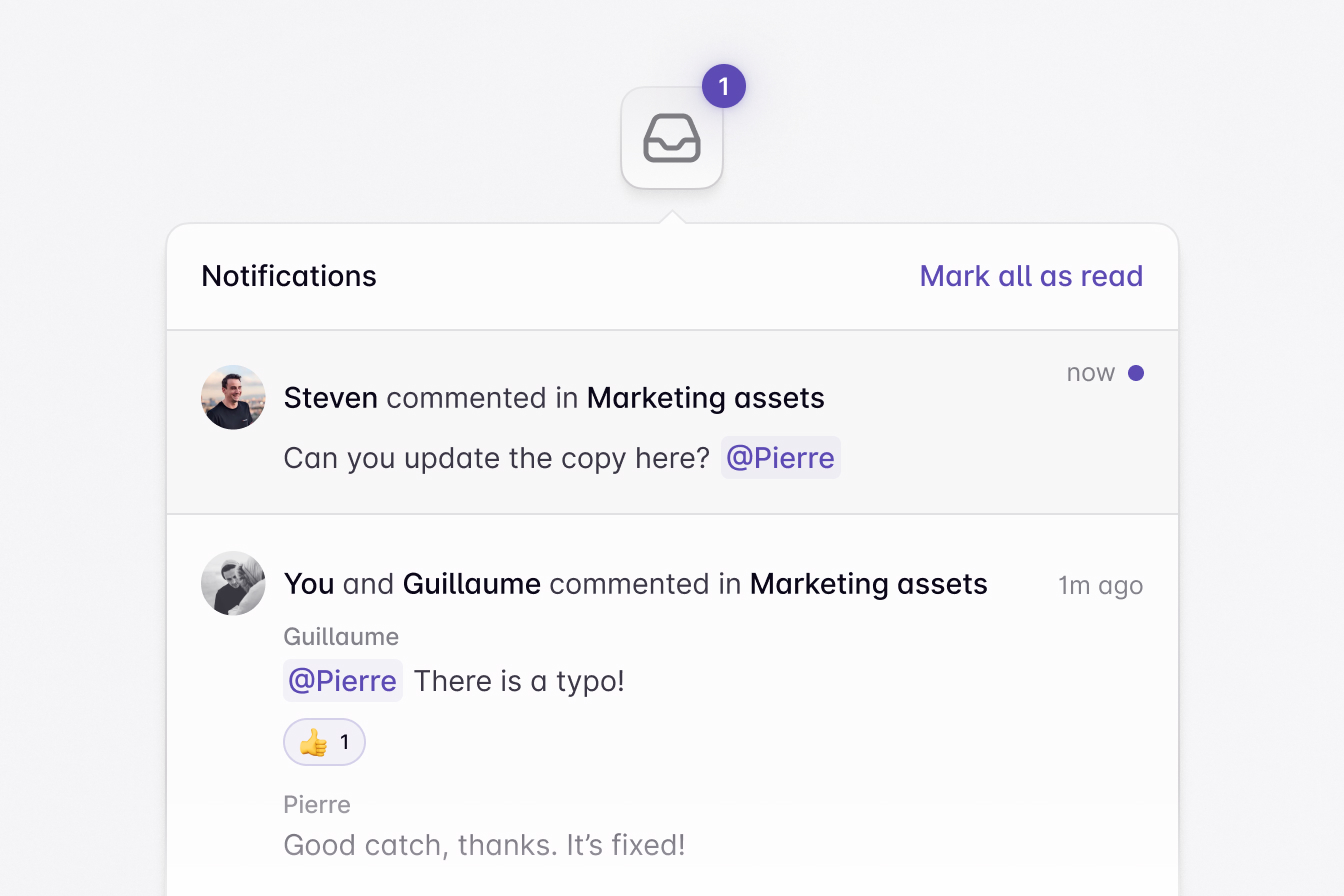 1
Notifications
Mark all as read
Steven commented in Marketing assets
now
Can you update the copy here? @Pierre
You and Guillaume commented in Marketing assets
1m ago
Guillaume
@Pierre There is a typo!
👍 1
Pierre
Good catch, thanks. It’s fixed!